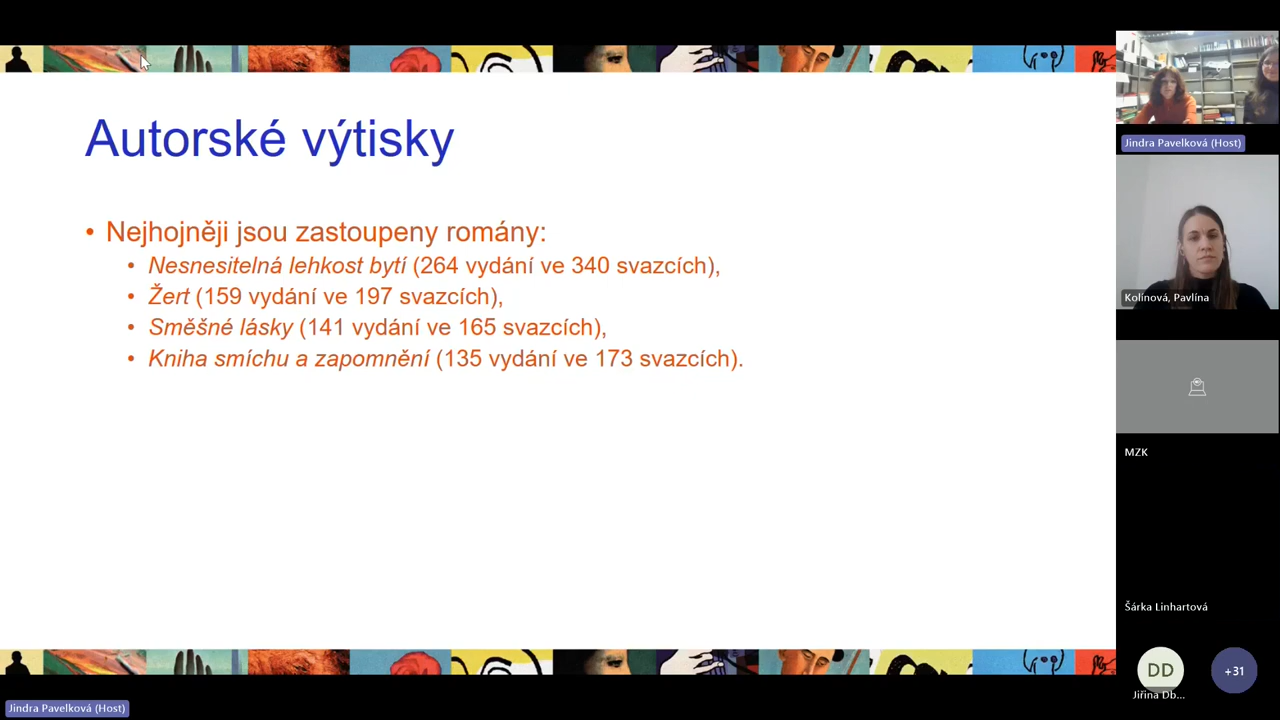 Autorské výtisky
• Nejhojněji jsou zastoupeny romány:
• Nesnesitelná lehkost bytí (264 vydání ve 340 svazcích),
• Žert (159 vydání ve 197 svazcích),
• Směšné lásky (141 vydání ve 165 svazcích),
• Kniha smíchu a zapomnění (135 vydání ve 173 svazcích).
Jindra Pavelková (Host)
Kolínová, Pavlína
MZK
Šárka Linhartová
DD
+31
Jiřina Db...
Jindra Pavelková (Host)